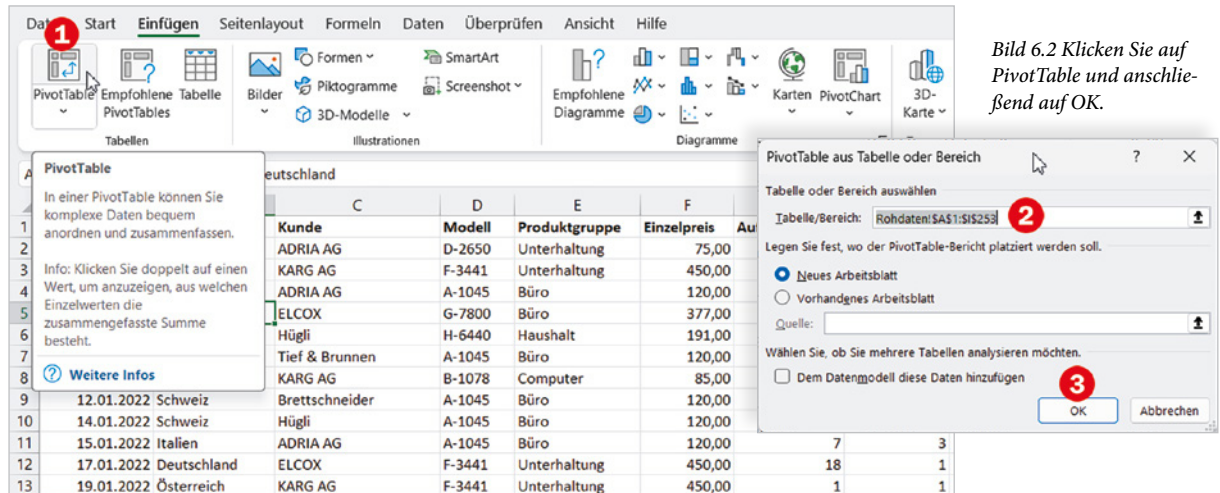 Start Einfügen Seitenlayout Formeln Daten Überprüfen Ansicht Hilfe
1
PivotTable
Empfohlene
PivotTables
Tabelle
Tabellen
Bilder
Formen
Piktogramme
3D-Modelle
SmartArt
Screenshot
Illustrationen
Empfohlene
Diagramme
Karten
PivotChart
Diagramme
3D-
Karte
Bild 6.2 Klicken Sie auf
PivotTable und anschlie-
ßend auf OK.
PivotTable
In einer PivotTable können Sie
komplexe Daten bequem
anordnen und zusammenfassen.
Info: Klicken Sie doppelt auf einen
Wert, um anzuzeigen, aus welchen
Einzelwerten die
zusammengefasste Summe
besteht.
? Weitere Infos
eutschland
C D E F
1 Kunde Modell Produktgruppe Einzelpreis
2 ADRIA AG D-2650 Unterhaltung 75,00
3 KARG AG F-3441 Unterhaltung 450,00
4 ADRIA AG A-1045 Büro 120,00
5 ELCOX G-7800 Büro 377,00
6 Hügli H-6440 Haushalt 191,00
7 Tief & Brunnen A-1045 Büro 120,00
8 KARG AG B-1078 Computer 85,00
9 12.01.2022 Schweiz Brettschneider A-1045 Büro 120,00
10 14.01.2022 Schweiz Hügli A-1045 Büro 120,00
11 15.01.2022 Italien ADRIA AG A-1045 Büro 120,00 7 3
12 17.01.2022 Deutschland ELCOX F-3441 Unterhaltung 450,00 18 1
13 19.01.2022 Österreich KARG AG F-3441 Unterhaltung 450,00 1 1
PivotTable aus Tabelle oder Bereich ? X
Tabelle oder Bereich auswählen
Tabelle/Bereich: Rohdaten!$A$1:$I$253 2
Legen Sie fest, wo der PivotTable-Bericht platziert werden soll.
Neues Arbeitsblatt
Vorhandenes Arbeitsblatt
Quelle:
Wählen Sie, ob Sie mehrere Tabellen analysieren möchten.
Dem Datenmodell diese Daten hinzufügen
3
OK Abbrechen